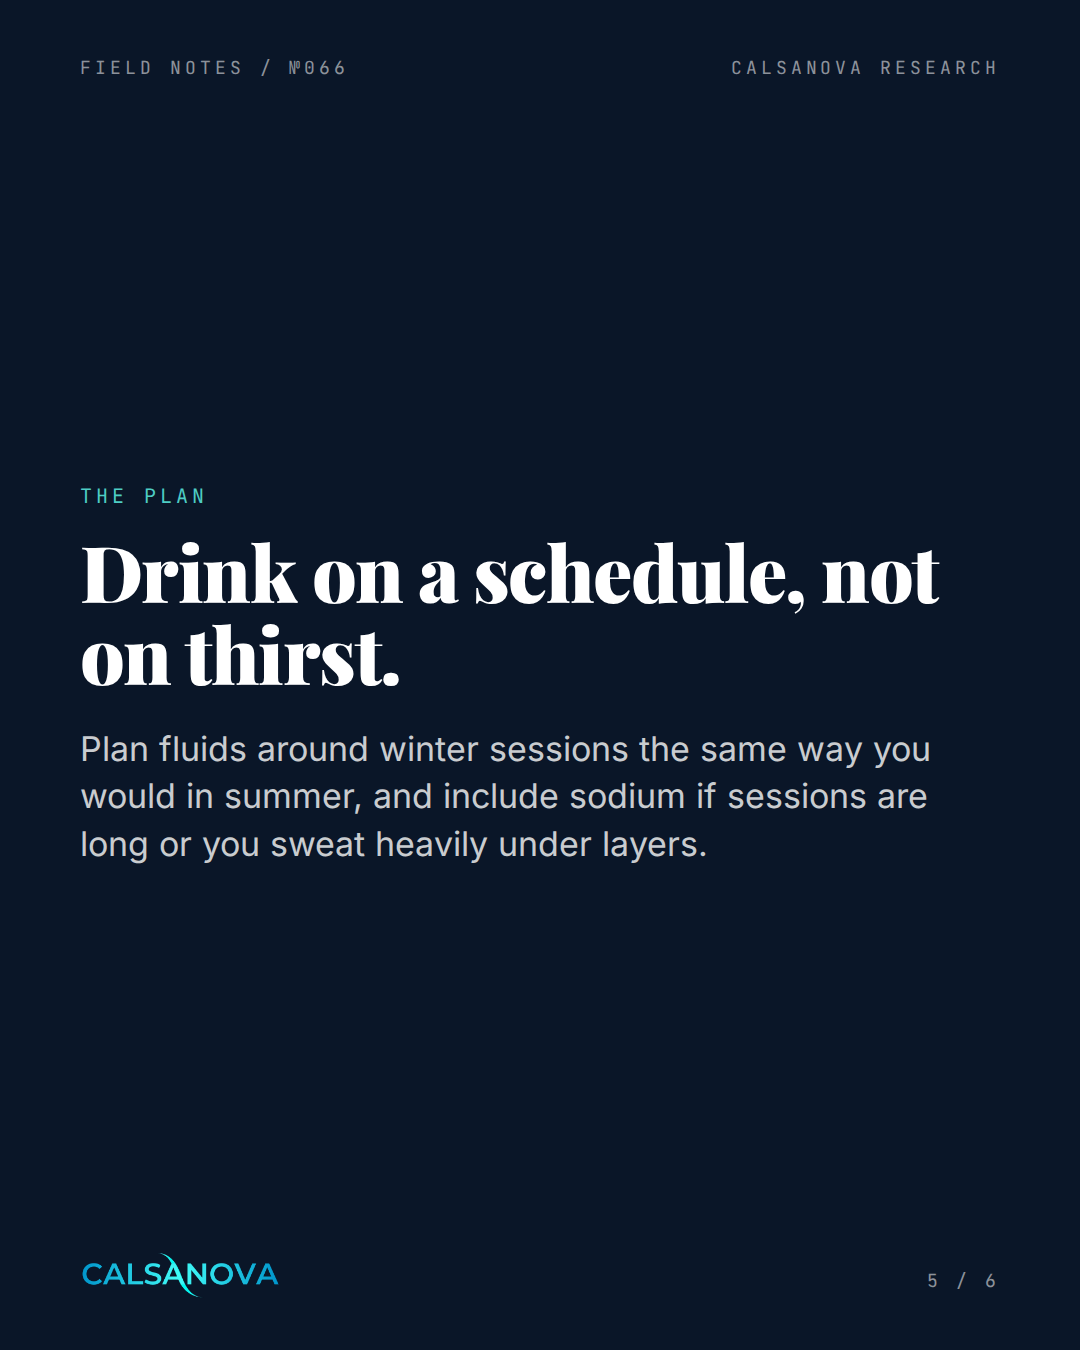 FIELD NOTES / №066
CALSANOVA RESEARCH
THE PLAN
Drink on a schedule, not
on thirst.
Plan fluids around winter sessions the same way you
would in summer, and include sodium if sessions are
long or you sweat heavily under layers.
CALSANOVA
5 / 6